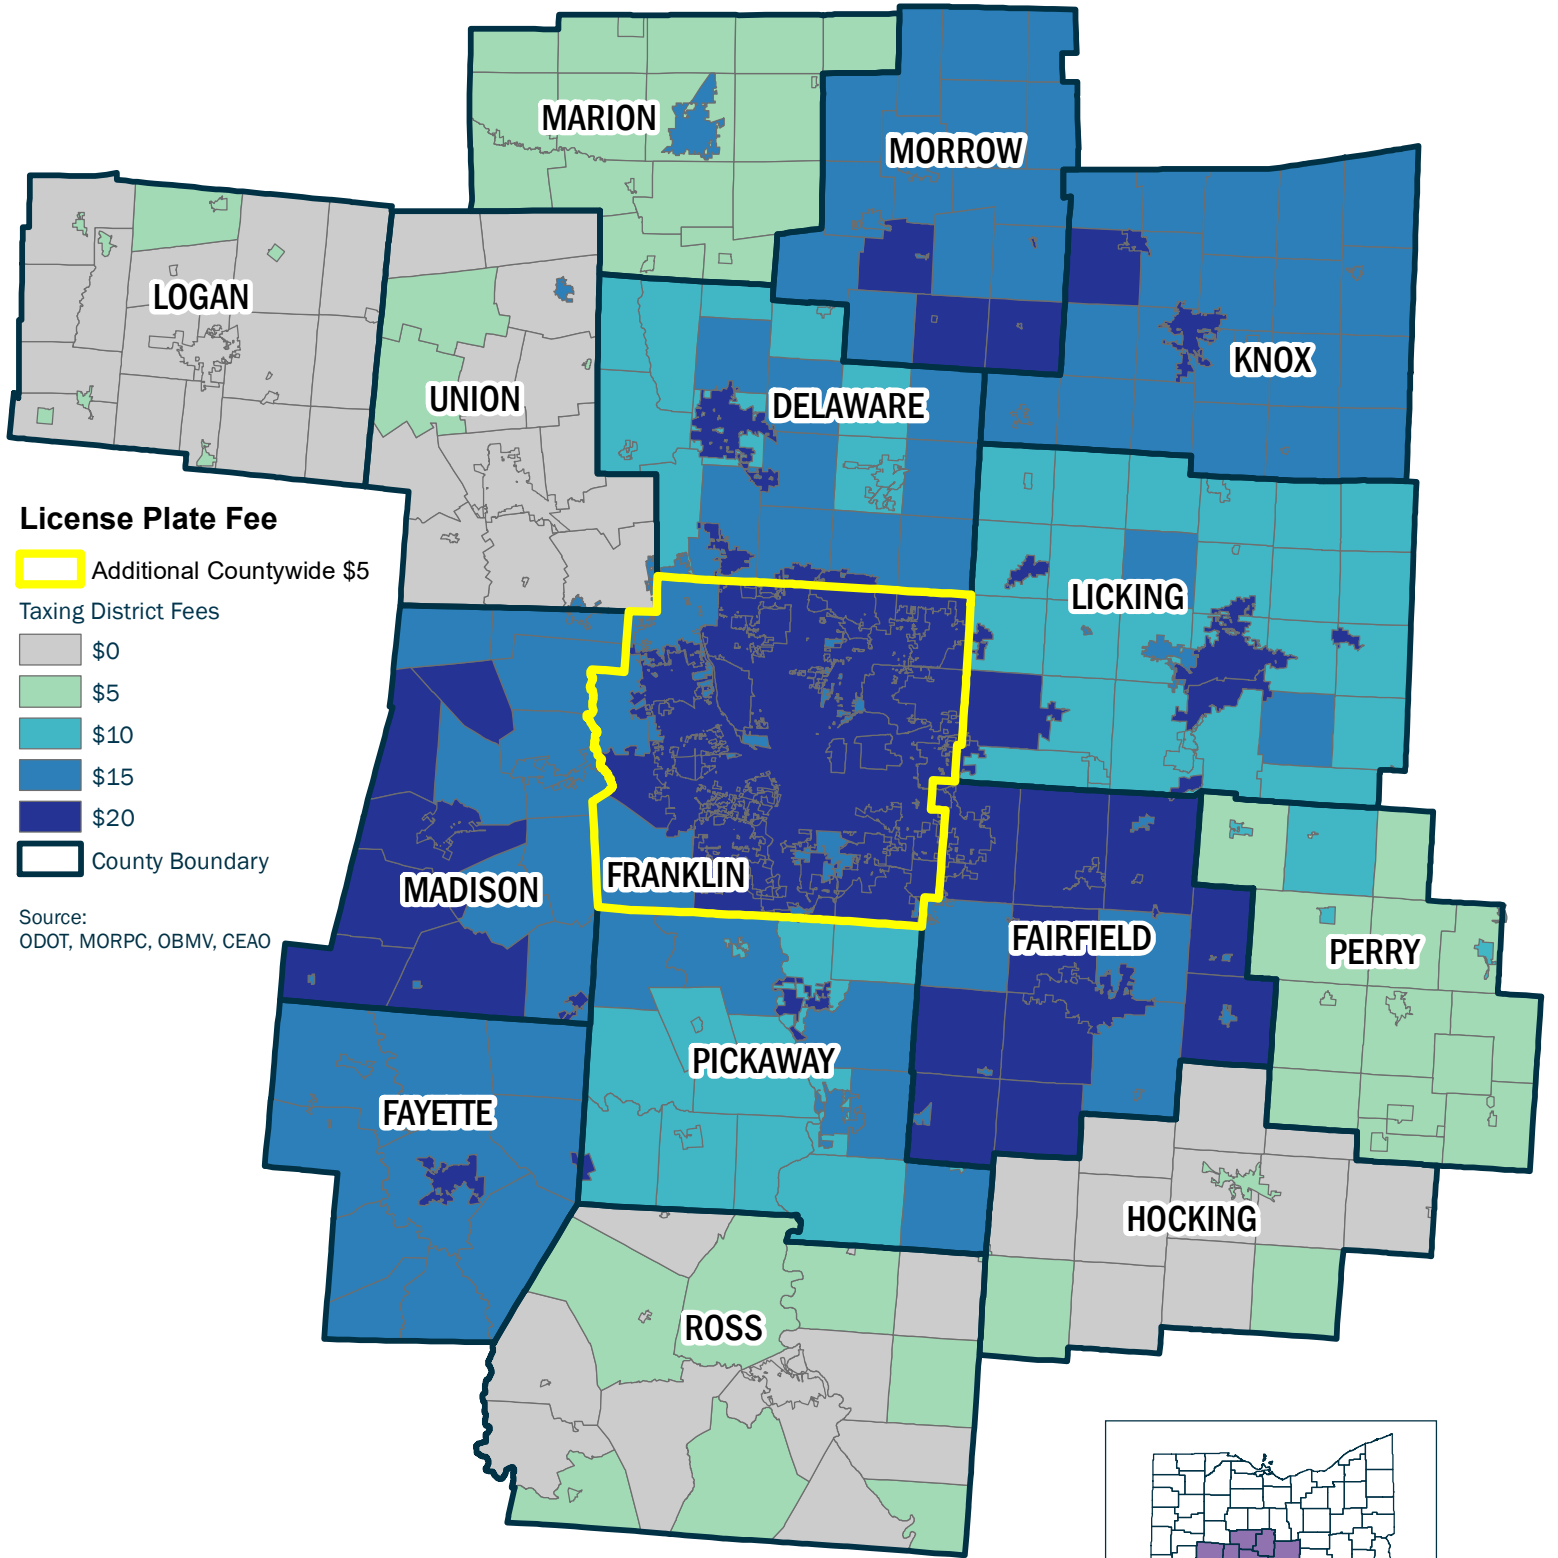 MARION
MORROW
LOGAN
KNOX
UNION
DELAWARE
License Plate Fee
Additional Countywide $5
Taxing District Fees
$0
$5
$10
$15
$20
County Boundary
Source:
ODOT, MORPC, OBMV, CEAO
LICKING
FRANKLIN
MADISON
FAIRFIELD
PERRY
PICKAWAY
FAYETTE
HOCKING
ROSS